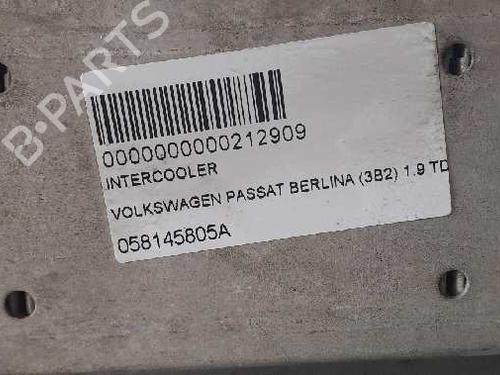 B-PARTS
0000000000212909
INTERCOOLER
VOLKSWAGEN PASSAT BERLINA (3B2) 1.9 TD
058145805A